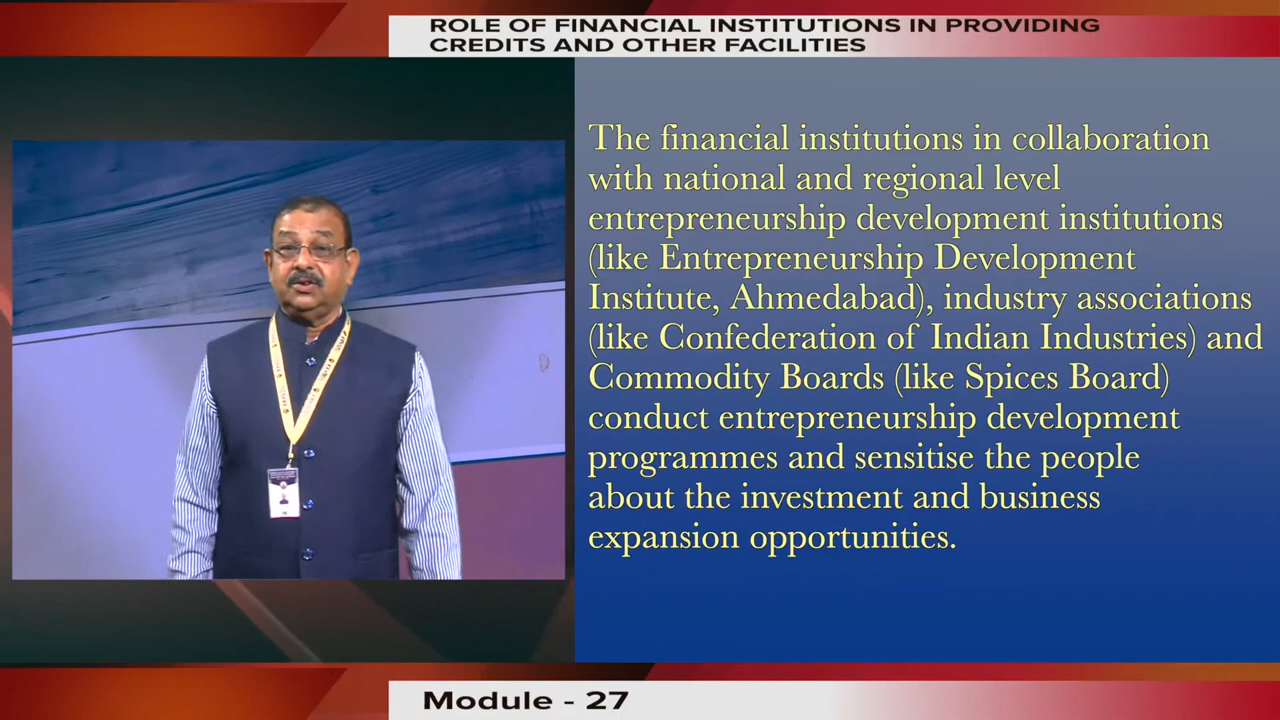 ROLE OF FINANCIAL INSTITUTIONS IN PROVIDING
CREDITS AND OTHER FACILITIES
The financial institutions in collaboration
with national and regional level
entrepreneurship development institutions
(like Entrepreneurship Development
Institute, Ahmedabad), industry associations
(like Confederation of Indian Industries) and
Commodity Boards (like Spices Board)
conduct entrepreneurship development
programmes and sensitise the people
about the investment and business
expansion opportunities.
Module - 27